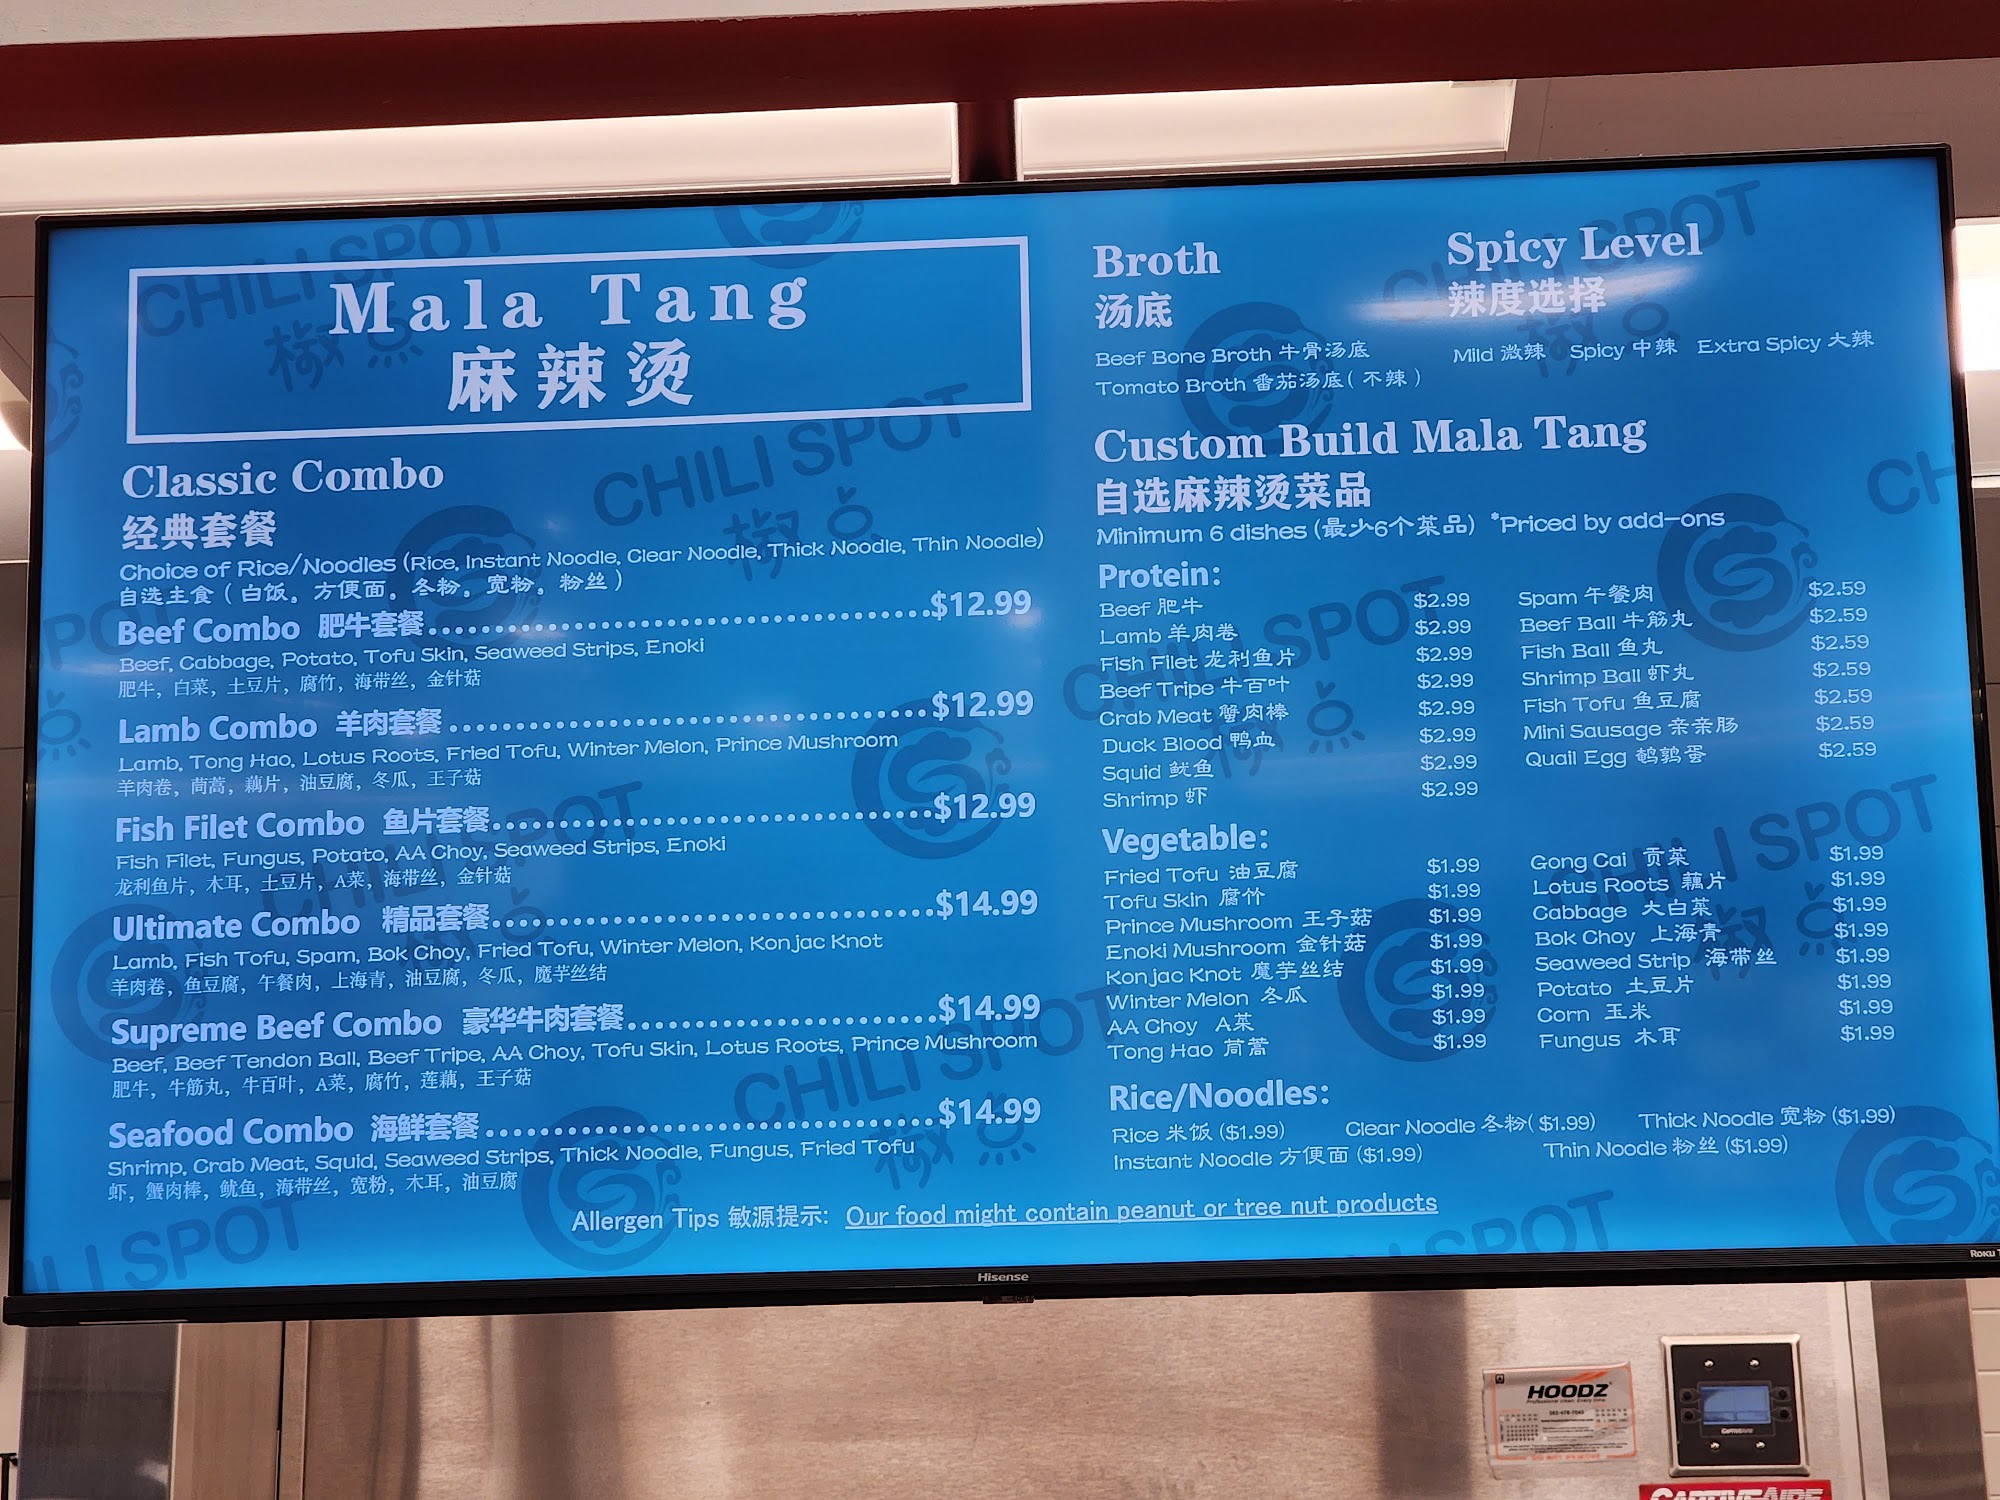 Mala Tang
麻辣烫
Classic Combo
经典套餐
Choice of Rice/Noodles (Rice, Instant Noodle, Clear Noodle, Thick Noodle, Thin Noodle)
自选主食 ( 白饭。方便面。冬粉。宽粉。粉丝 )
Beef Combo 肥牛套餐 $12.99
Beef, Cabbage, Potato, Tofu Skin, Seaweed Strips, Enoki
肥牛, 白菜, 土豆片, 腐竹, 海带丝, 金针菇
Lamb Combo 羊肉套餐 $12.99
Lamb, Tong Hao, Lotus Roots, Fried Tofu, Winter Melon, Prince Mushroom
羊肉卷, 茼蒿, 藕片, 油豆腐, 冬瓜, 王子菇
Fish Filet Combo 鱼片套餐 $12.99
Fish Filet, Fungus, Potato, AA Choy, Seaweed Strips, Enoki
龙利鱼片, 木耳, 土豆片, A菜, 海带丝, 金针菇
Ultimate Combo 精品套餐 $14.99
Lamb, Fish Tofu, Spam, Bok Choy, Fried Tofu, Winter Melon, Konjac Knot
羊肉卷, 鱼豆腐, 午餐肉, 上海青, 油豆腐, 冬瓜, 魔芋丝结
Supreme Beef Combo 豪华牛肉套餐 $14.99
Beef, Beef Tendon Ball, Beef Tripe, AA Choy, Tofu Skin, Lotus Roots, Prince Mushroom
肥牛, 牛筋丸, 牛百叶, A菜, 腐竹, 莲藕, 王子菇
Seafood Combo 海鲜套餐 $14.99
Shrimp, Crab Meat, Squid, Seaweed Strips, Thick Noodle, Fungus, Fried Tofu
虾, 蟹肉棒, 鱿鱼, 海带丝, 宽粉, 木耳, 油豆腐
Broth
汤底
Beef Bone Broth 牛骨汤底
Tomato Broth 番茄汤底( 不辣 )
Spicy Level
辣度选择
Mild 微辣 Spicy 中辣 Extra Spicy 大辣
Custom Build Mala Tang
自选麻辣烫菜品
Minimum 6 dishes (最少6个菜品) *Priced by add-ons
Protein:
Beef 肥牛 $2.99
Lamb 羊肉卷 $2.99
Fish Filet 龙利鱼片 $2.99
Beef Tripe 牛百叶 $2.99
Crab Meat 蟹肉棒 $2.99
Duck Blood 鸭血 $2.99
Squid 鱿鱼 $2.99
Shrimp 虾 $2.99
Spam 午餐肉 $2.59
Beef Ball 牛筋丸 $2.59
Fish Ball 鱼丸 $2.59
Shrimp Ball 虾丸 $2.59
Fish Tofu 鱼豆腐 $2.59
Mini Sausage 亲亲肠 $2.59
Quail Egg 鹌鹑蛋 $2.59
Vegetable:
Fried Tofu 油豆腐 $1.99
Tofu Skin 腐竹 $1.99
Prince Mushroom 王子菇 $1.99
Enoki Mushroom 金针菇 $1.99
Konjac Knot 魔芋丝结 $1.99
Winter Melon 冬瓜 $1.99
AA Choy A菜 $1.99
Tong Hao 茼蒿 $1.99
Gong Cai 贡菜 $1.99
Lotus Roots 藕片 $1.99
Cabbage 大白菜 $1.99
Bok Choy 上海青 $1.99
Seaweed Strip 海带丝 $1.99
Potato 土豆片 $1.99
Corn 玉米 $1.99
Fungus 木耳 $1.99
Rice/Noodles:
Rice 米饭 ($1.99) Clear Noodle 冬粉( $1.99) Thick Noodle 宽粉 ($1.99)
Instant Noodle 方便面 ($1.99) Thin Noodle 粉丝 ($1.99)
Allergen Tips 敏源提示: Our food might contain peanut or tree nut products
CHILI SPOT
椒点
Hisense
HOODZ
CAPTIVEAIRE